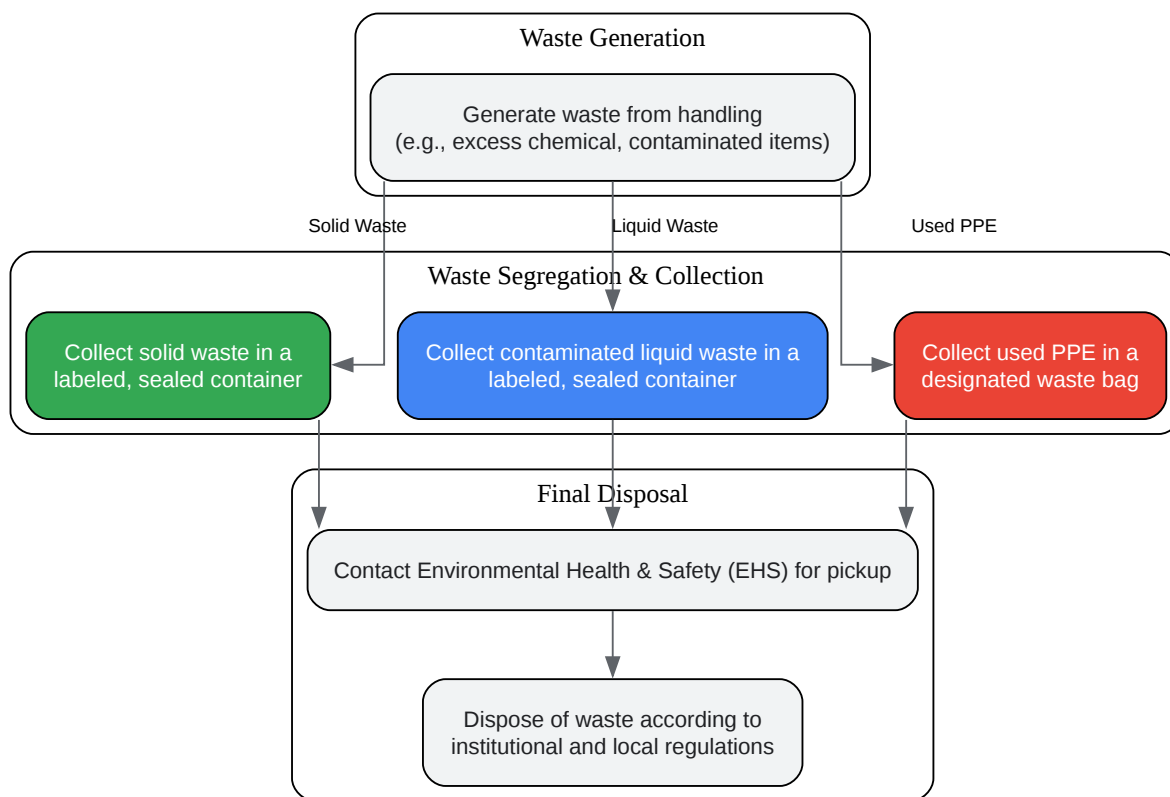 Waste Generation
Generate waste from handling
(e.g., excess chemical, contaminated items)
Solid Waste
Liquid Waste
Used PPE
Waste Segregation & Collection
Collect solid waste in a
labeled, sealed container
Collect contaminated liquid waste in a
labeled, sealed container
Collect used PPE in a
designated waste bag
Final Disposal
Contact Environmental Health & Safety (EHS) for pickup
Dispose of waste according to
institutional and local regulations